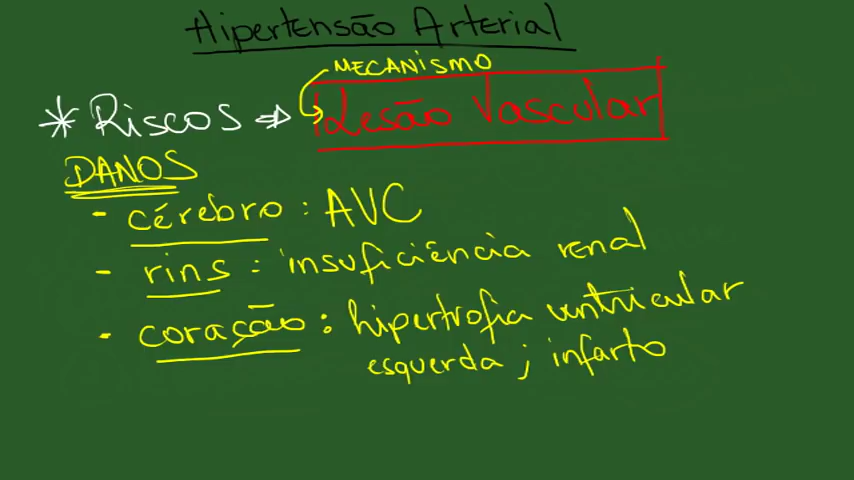 Hipertensão Arterial
MECANISMO
* Riscos ⇒ Lesão Vascular
DANOS
- cérebro : AVC
- rins : insuficiência renal
- coração : hipertrofia ventricular
esquerda ; infarto